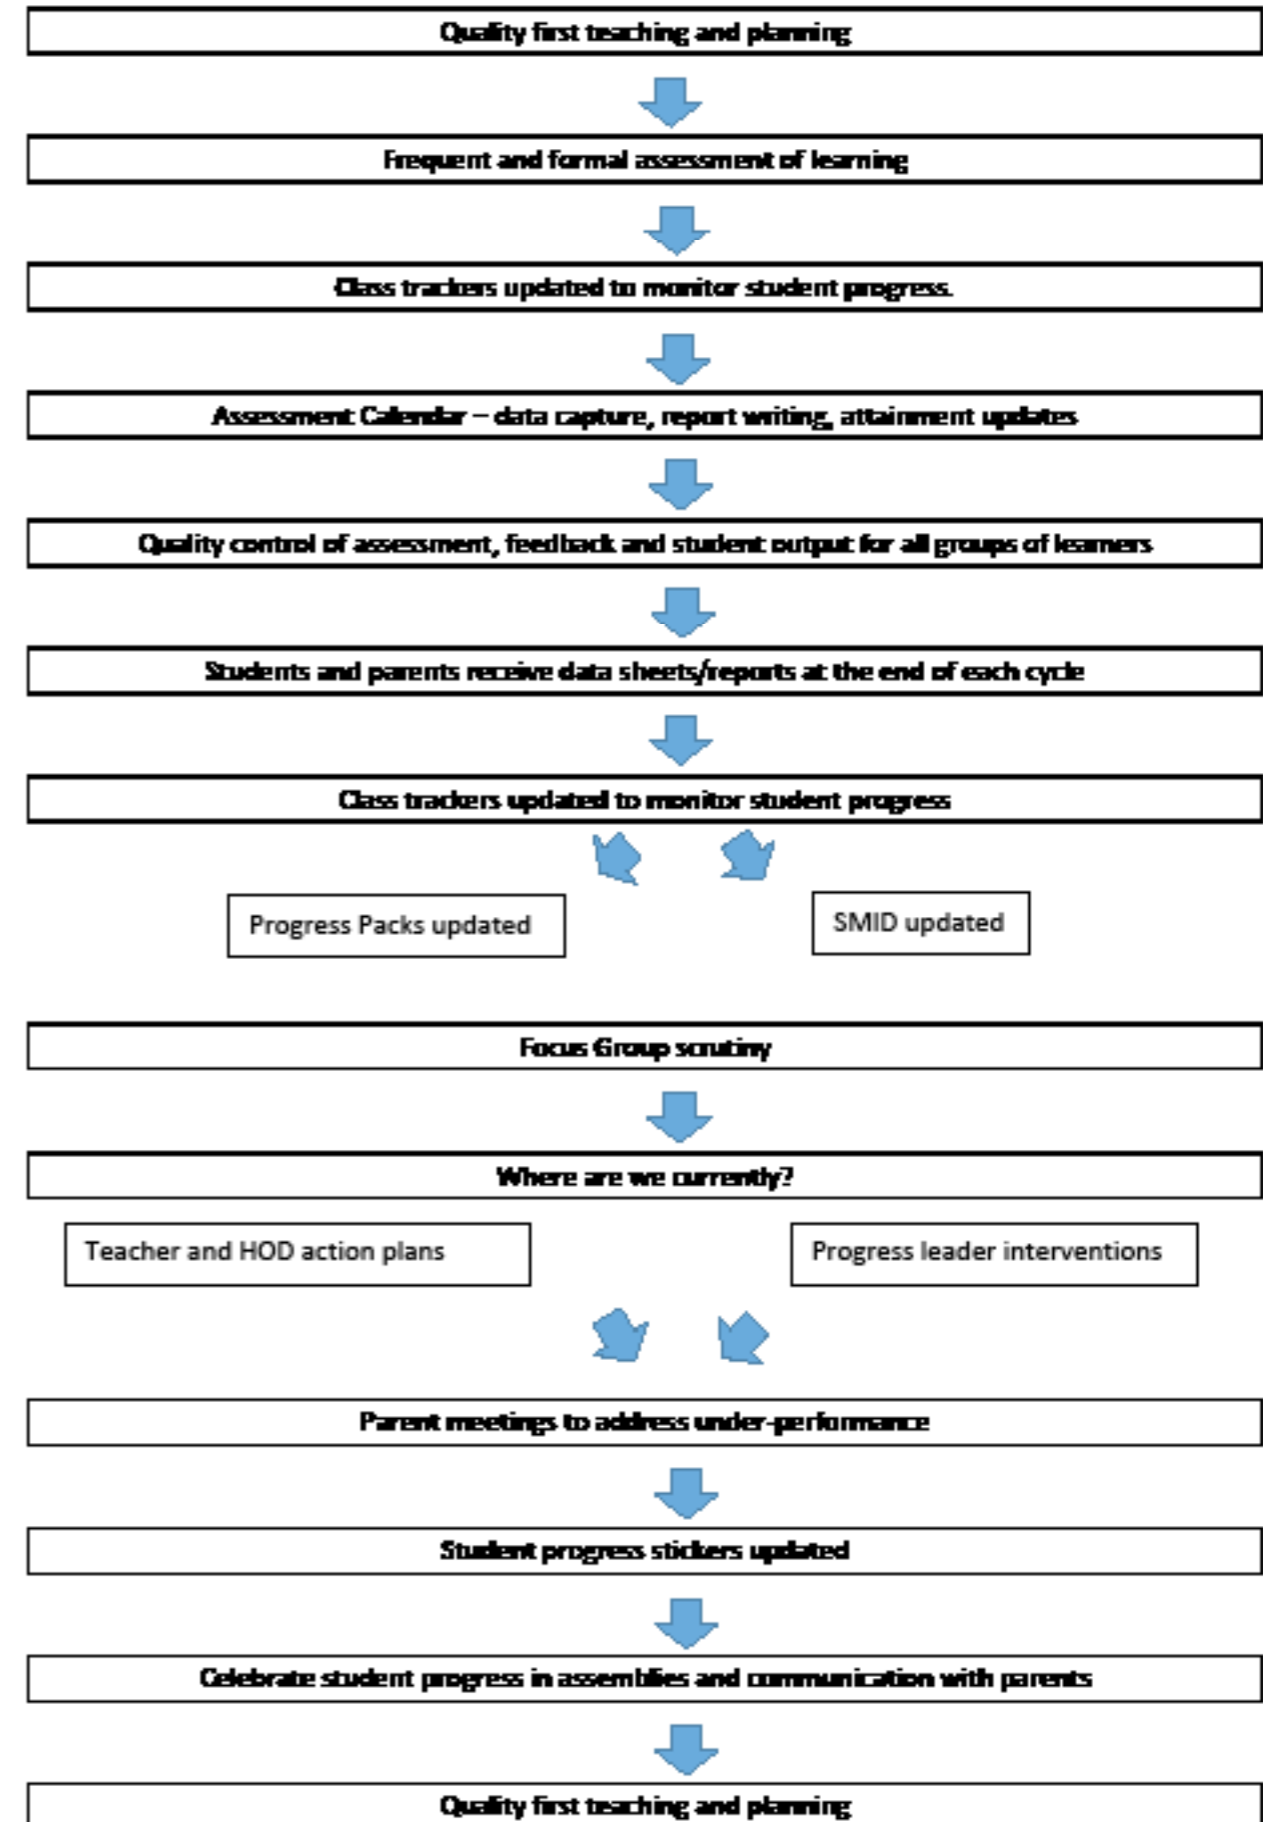 Quality first teaching and planning
Frequent and formal assessment of learning
Class trackers updated to monitor student progress.
Assessment Calendar – data capture, report writing, attainment updates
Quality control of assessment, feedback and student output for all groups of learners
Students and parents receive data sheets/reports at the end of each cycle
Class trackers updated to monitor student progress
Progress Packs updated
SMID updated
Focus Group scrutiny
Where are we currently?
Teacher and HOD action plans
Progress leader interventions
Parent meetings to address under-performance
Student progress stickers updated
Celebrate student progress in assemblies and communication with parents
Quality first teaching and planning